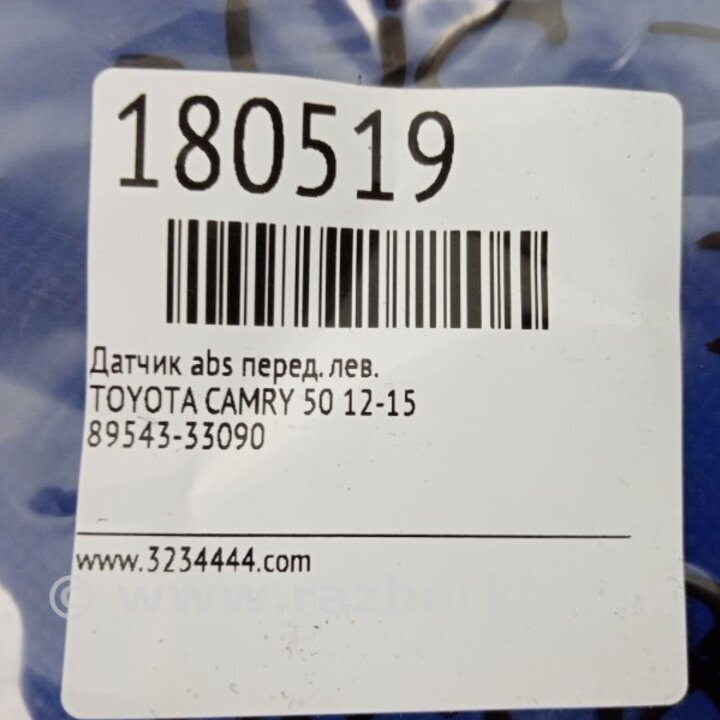 180519
Датчик abs перед. лев.
TOYOTA CAMRY 50 12-15
89543-33090
www.3234444.com